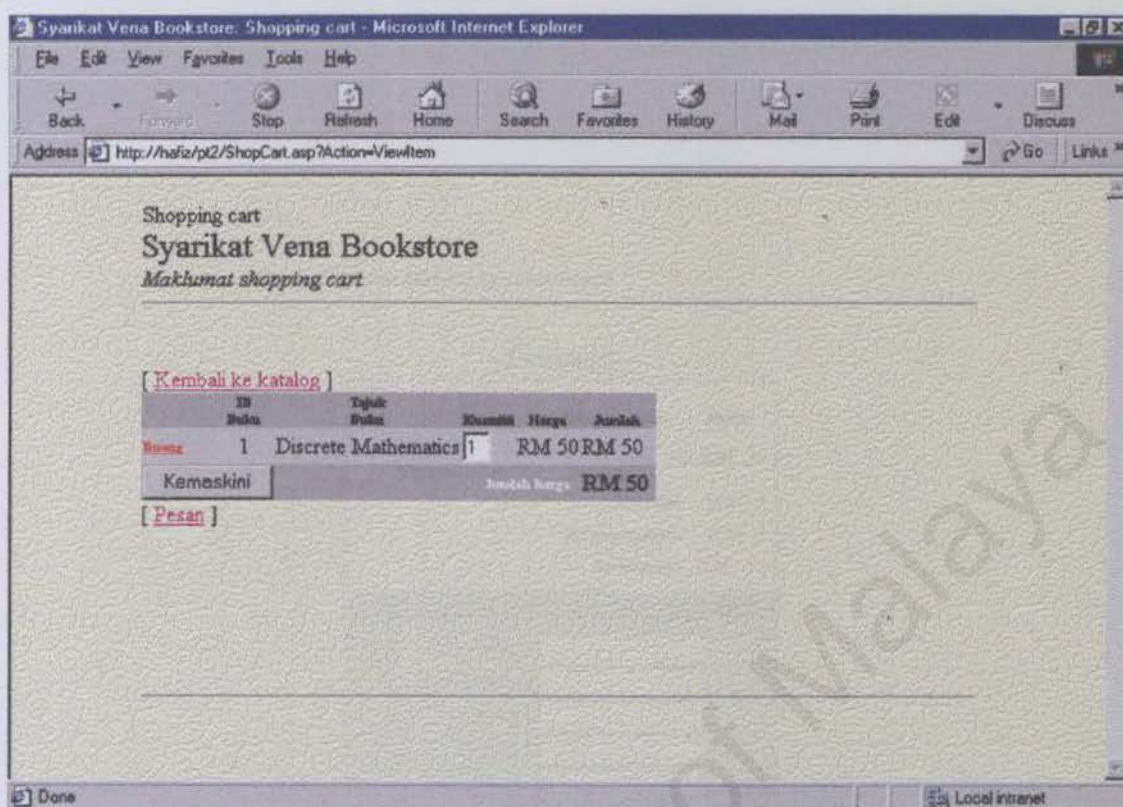 Syarikat Vena Bookstore: Shopping cart - Microsoft Internet Explorer
File Edit View Favorites Tools Help
Back Forward Stop Refresh Home Search Favorites History Mail Print Edit Discuss
Address http://hafiz/pt2/ShopCart.asp?Action=ViewItem Go Links
Shopping cart
Syarikat Vena Bookstore
Maklumat shopping cart
[ Kembali ke katalog ]
ID Buku Tajuk Buku Kuantiti Harga Jumlah
Buang 1 Discrete Mathematics 1 RM 50 RM 50
Kemaskini Jumlah harga RM 50
[ Pesan ]
Done Local intranet
of Malaya